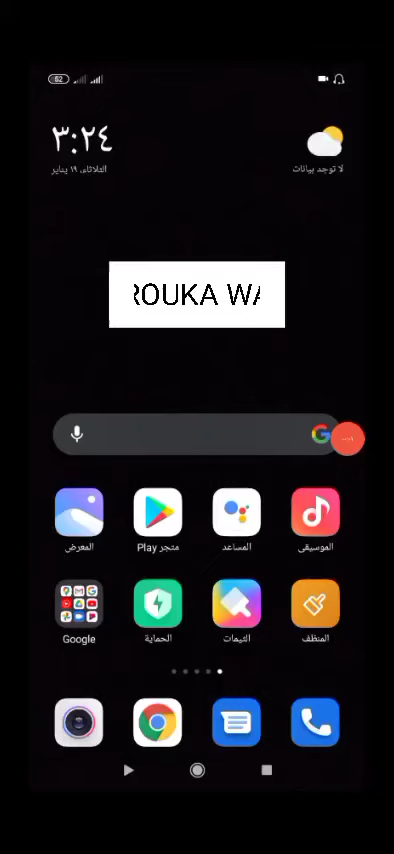 62
٣:٢٤
الثلاثاء، ١٩ يناير
لا توجد بيانات
ROUKA WA
G
المعرض
متجر Play
المساعد
الموسيقى
Google
الحماية
الثيمات
المنظف